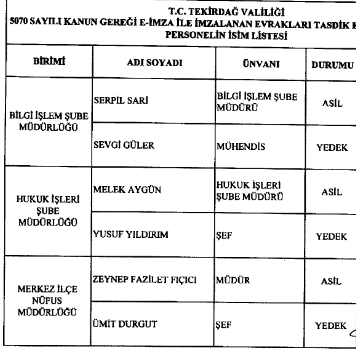 T.C. TEKİRDAĞ VALİLİĞİ
5070 SAYILI KANUN GEREĞİ E-İMZA İLE İMZALANAN EVRAKLARI TASDİK
PERSONELİN İSİM LİSTESİ
BİRİMİ ADI SOYADI ÜNVANI DURUMU
BİLGİ İŞLEM ŞUBE
MÜDÜRLÜĞÜ
SERPİL SARİ
BİLGİ İŞLEM ŞUBE
MÜDÜRÜ
ASİL
SEVGİ GÜLER MÜHENDİS YEDEK
HUKUK İŞLERİ
ŞUBE
MÜDÜRLÜĞÜ
MELEK AYGÜN
HUKUK İŞLERİ
ŞUBE MÜDÜRÜ
ASİL
YUSUF YILDIRIM ŞEF YEDEK
MERKEZ İLÇE
NÜFUS
MÜDÜRLÜĞÜ
ZEYNEP FAZİLET FIÇICI MÜDÜR ASİL
ÜMİT DURGUT ŞEF YEDEK